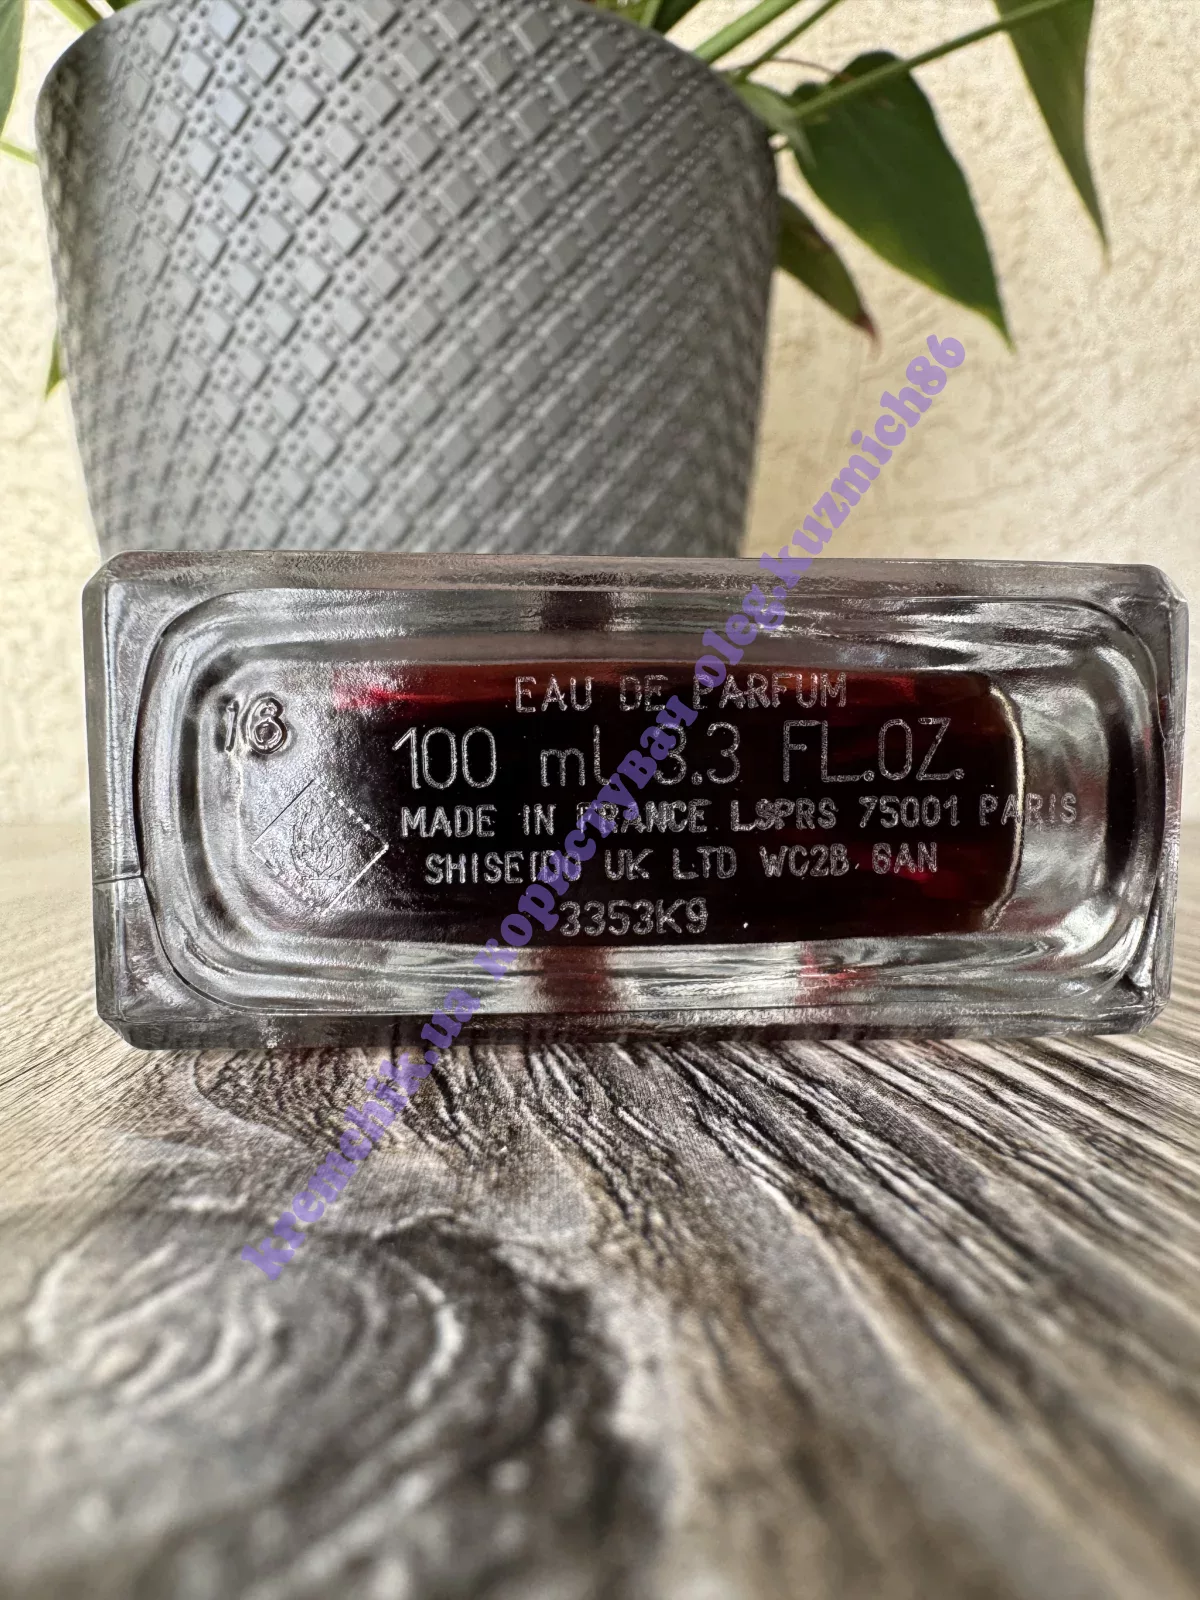 16
EAU DE PARFUM
100 ml 3.3 FL.OZ.
MADE IN FRANCE LSPRS 75001 PARIS
SHISEIDO UK LTD WC2B 6AN
3353K9
kremchik.ua користувач oleg.kuzmich86